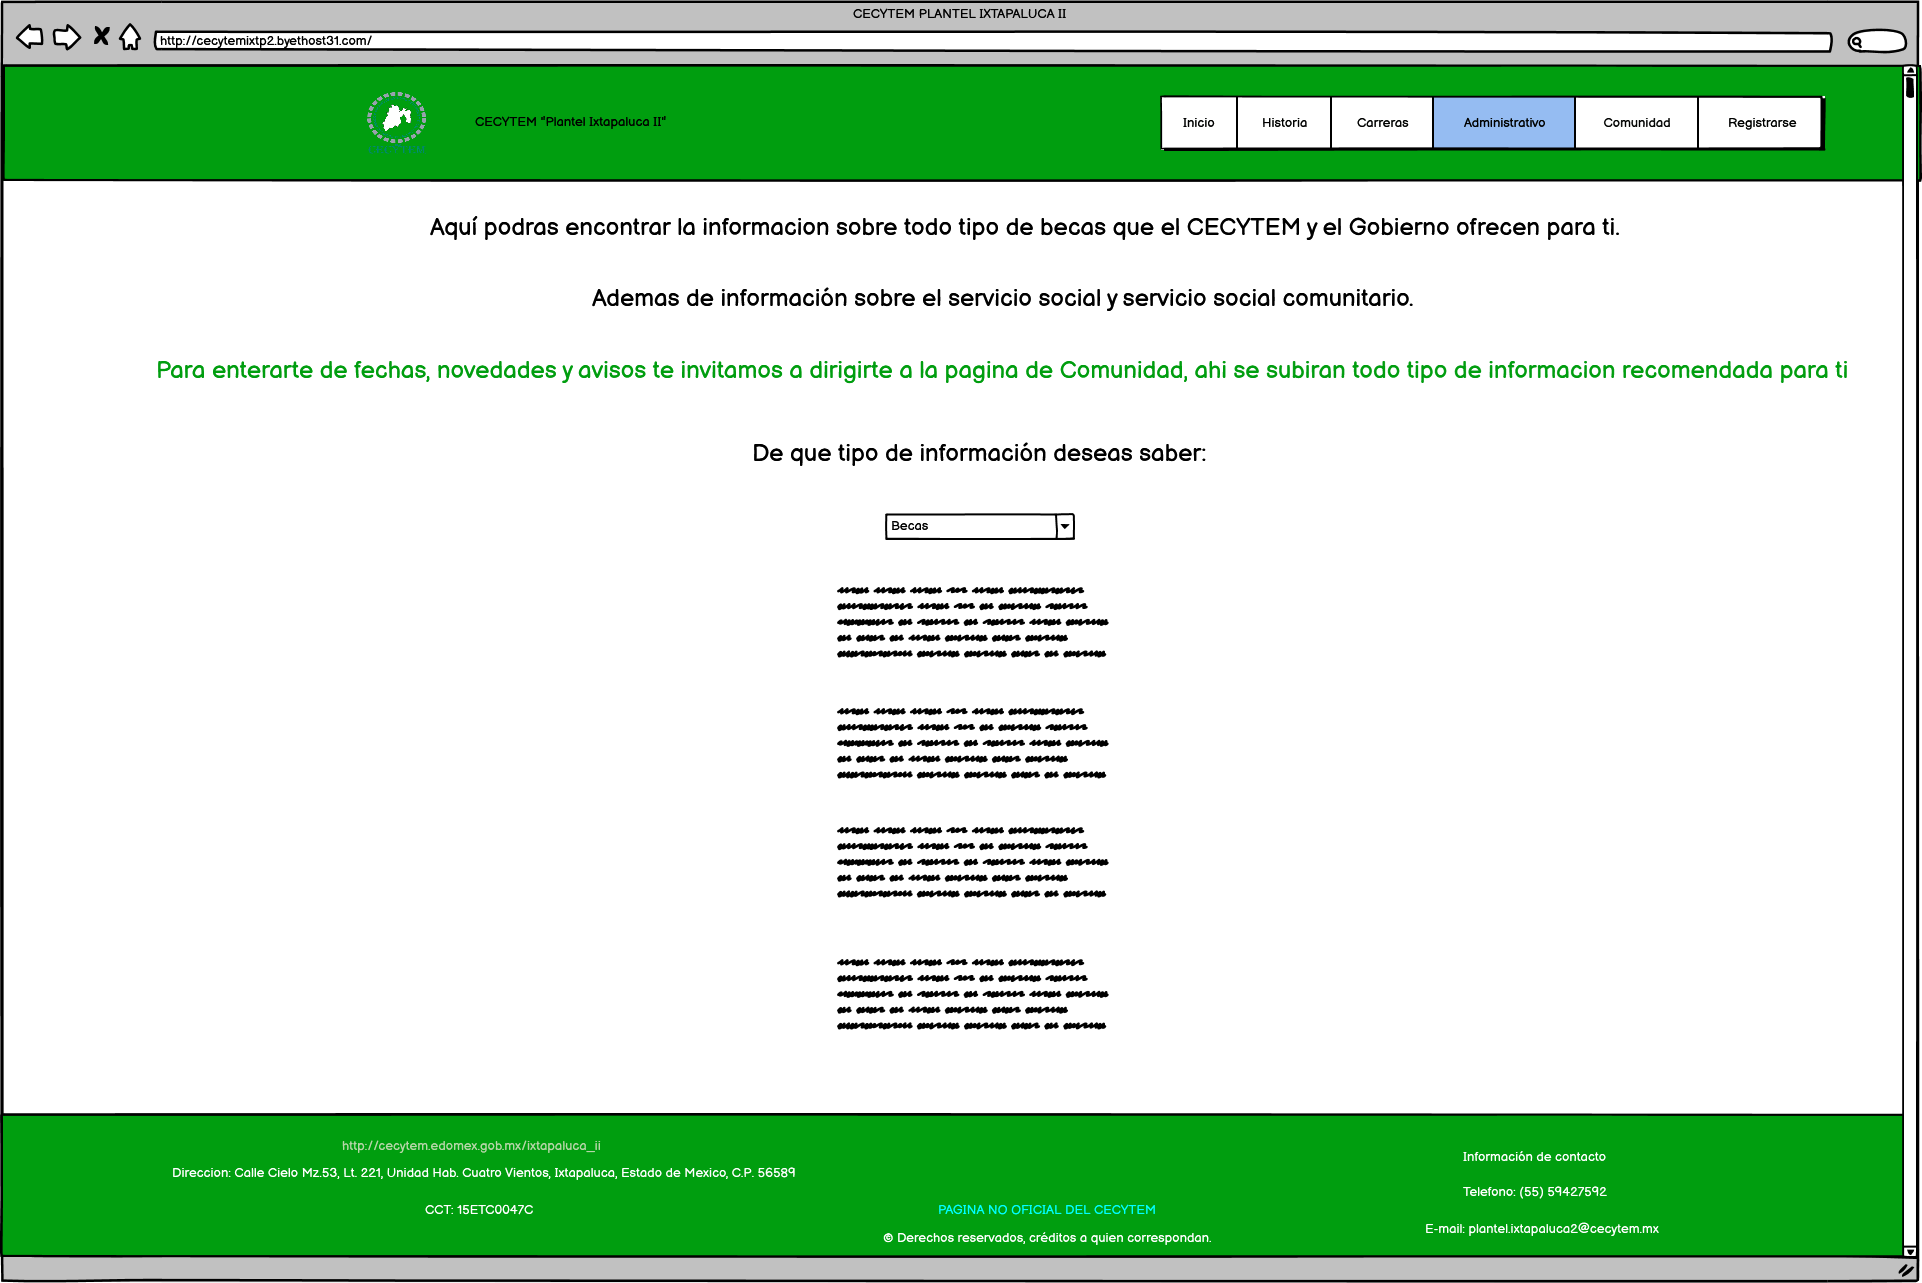 CECYTEM PLANTEL IXTAPALUCA II
http://cecytemixtp2.byethost31.com/
CECYTEM "Plantel Ixtapaluca II"
Inicio
Historia
Carreras
Administrativo
Comunidad
Registrarse
Aquí podras encontrar la informacion sobre todo tipo de becas que el CECYTEM y el Gobierno ofrecen para ti.
Ademas de información sobre el servicio social y servicio social comunitario.
Para enterarte de fechas, novedades y avisos te invitamos a dirigirte a la pagina de Comunidad, ahi se subiran todo tipo de informacion recomendada para ti
De que tipo de información deseas saber:
Becas
http://cecytem.edomex.gob.mx/ixtapaluca_ii
Direccion: Calle Cielo Mz.53, Lt. 221, Unidad Hab. Cuatro Vientos, Ixtapaluca, Estado de Mexico, C.P. 56589
CCT: 15ETC0047C
PAGINA NO OFICIAL DEL CECYTEM
© Derechos reservados, créditos a quien correspondan.
Información de contacto
Telefono: (55) 59427592
E-mail: plantel.ixtapaluca2@cecytem.mx